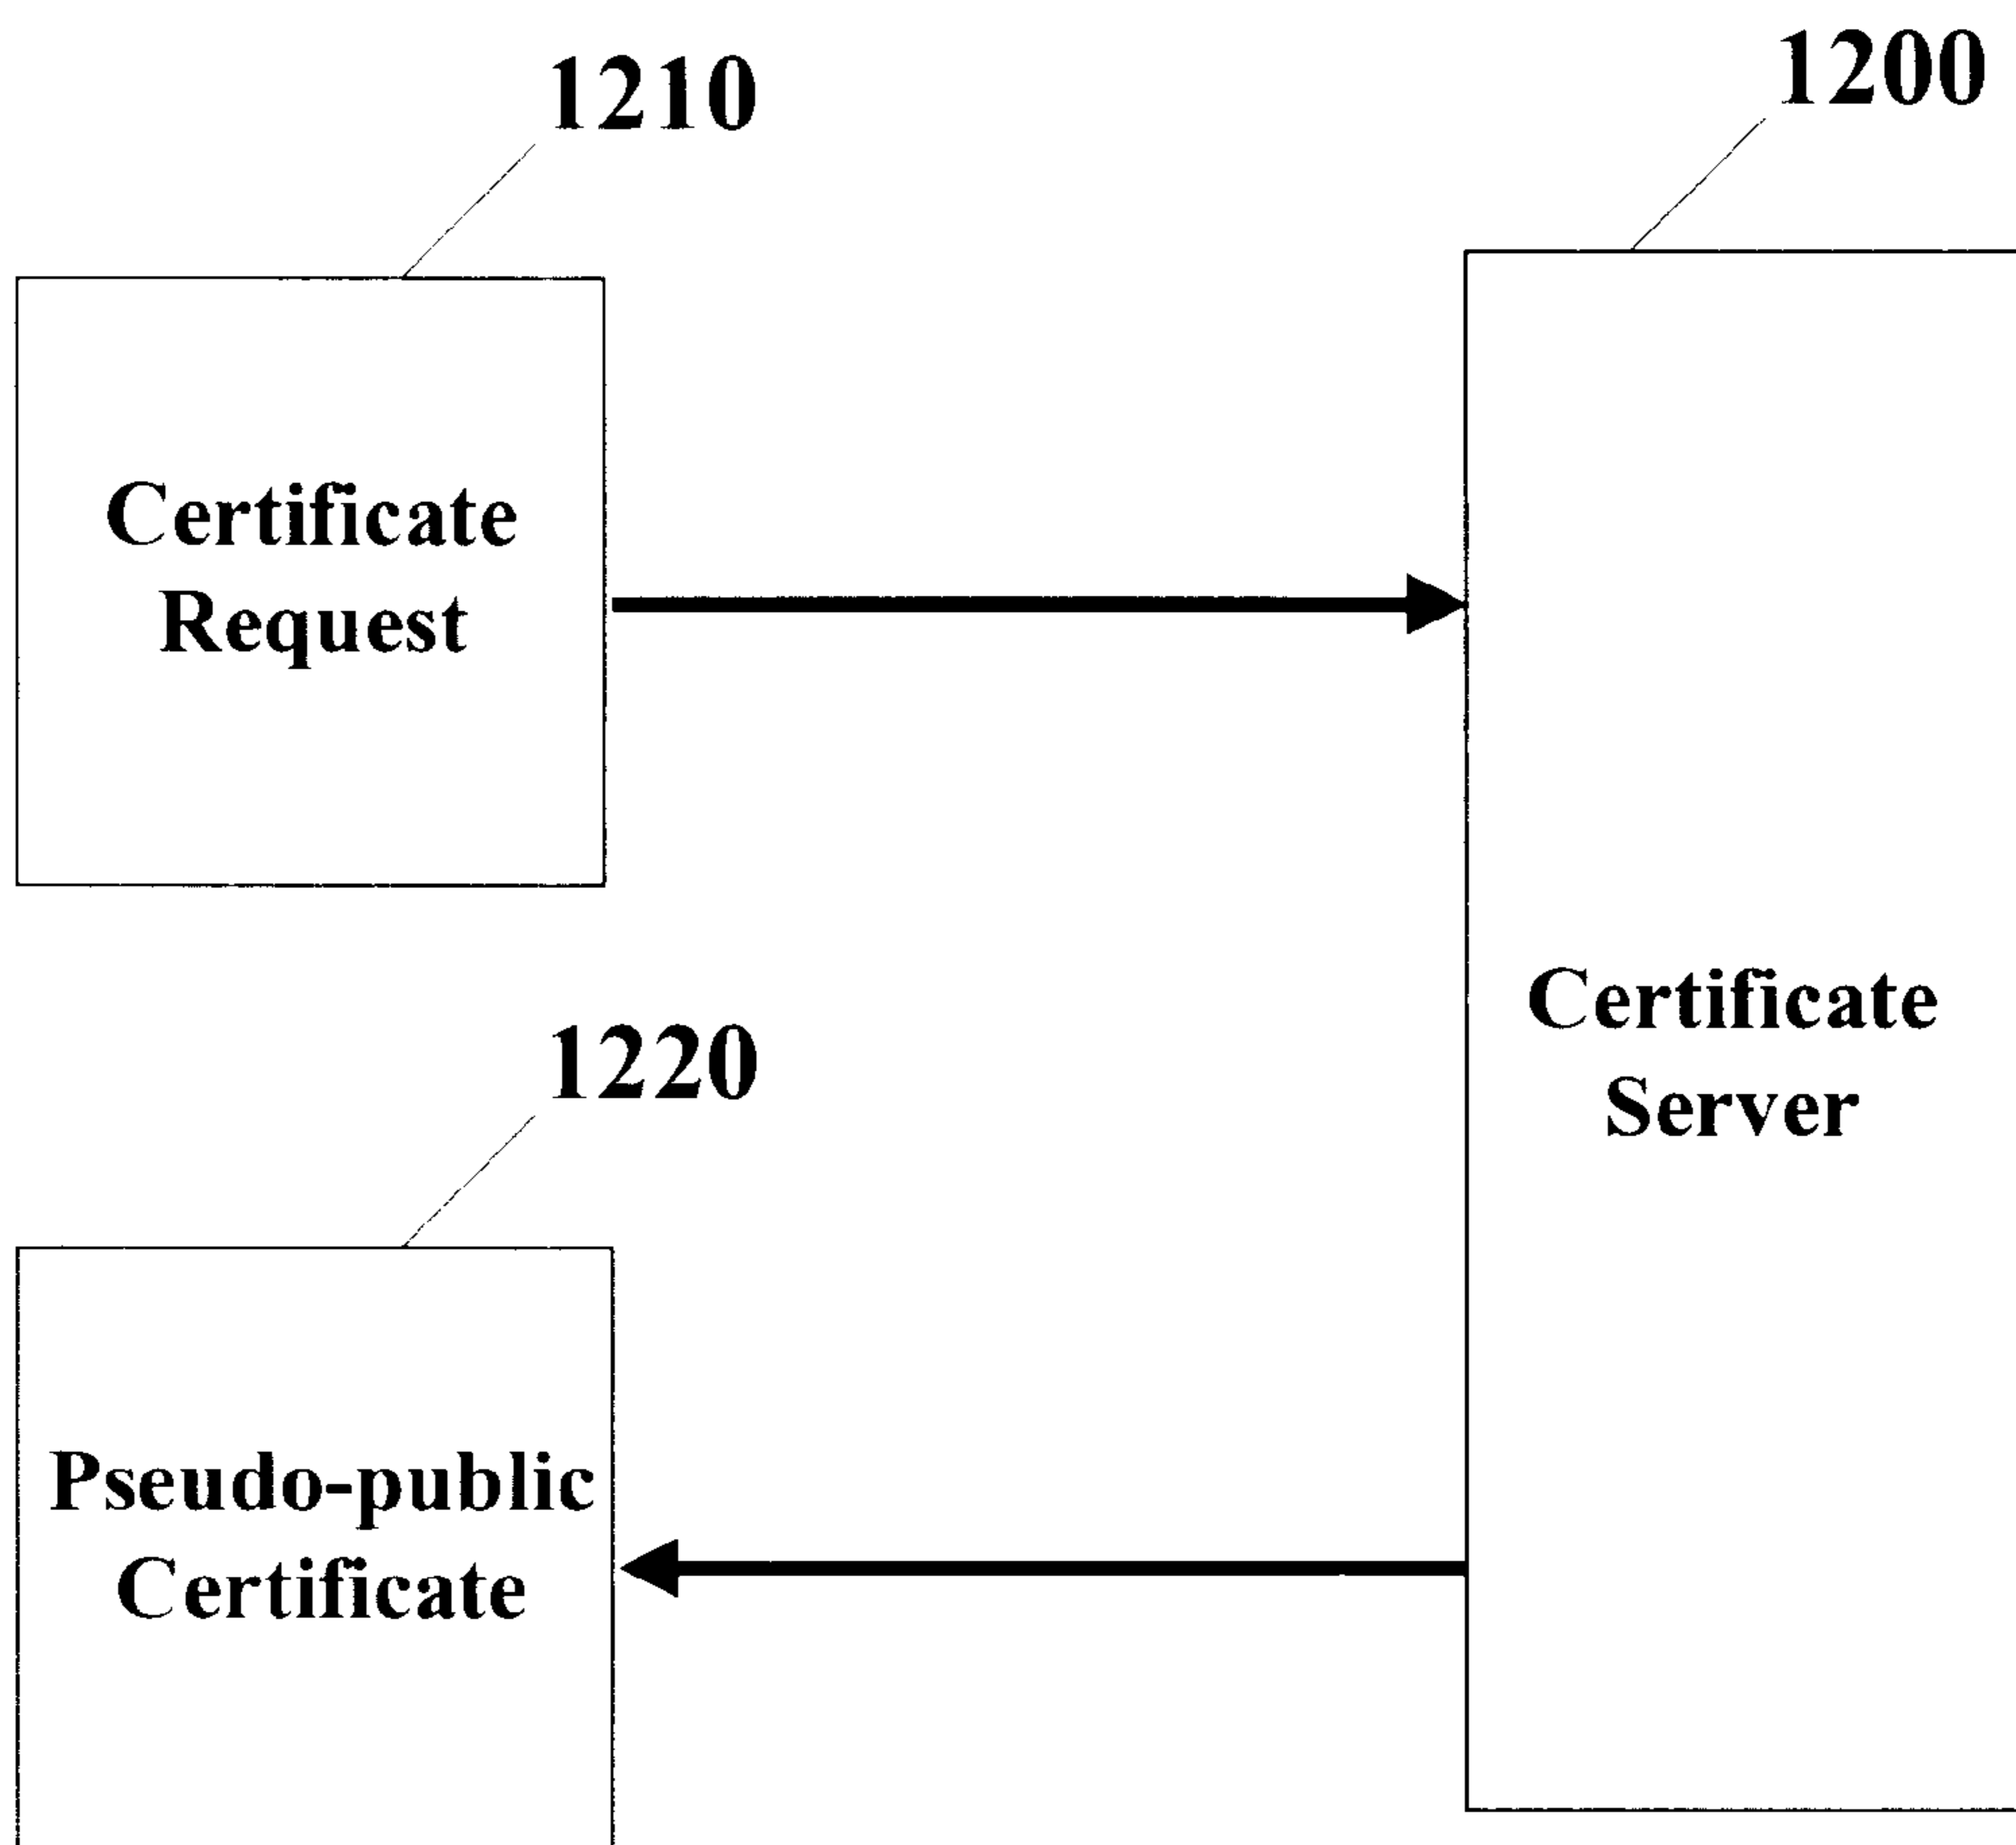 1210
1200
Certificate
Request
Certificate
Server
1220
Pseudo-public
Certificate